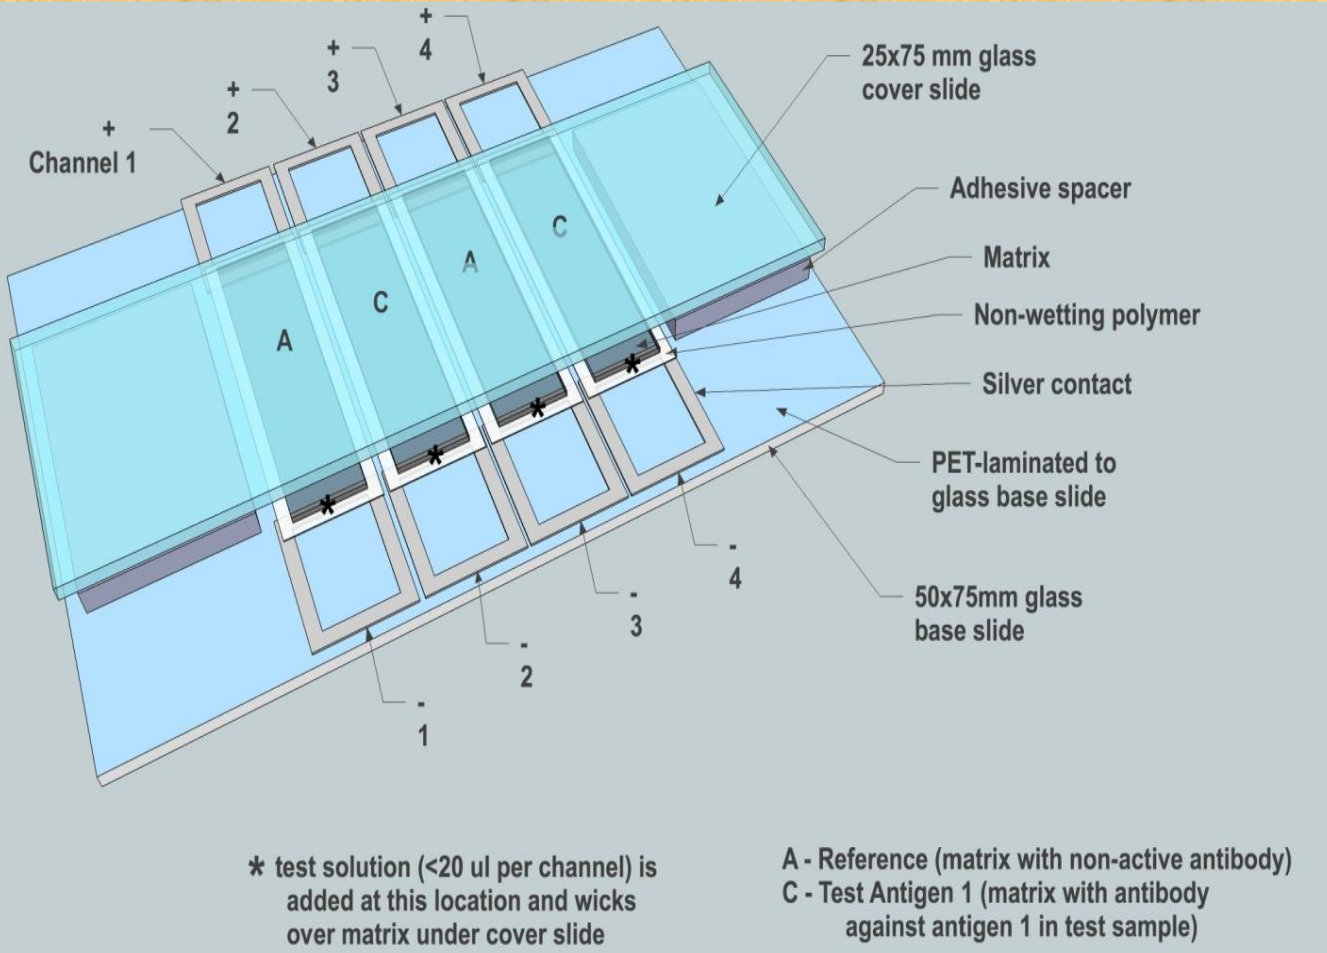 +
4
+
3
+
2
+
Channel 1
25x75 mm glass
cover slide
Adhesive spacer
Matrix
Non-wetting polymer
Silver contact
PET-laminated to
glass base slide
50x75mm glass
base slide
A
C
A
C
*
*
*
*
-
4
-
3
-
2
-
1
* test solution (<20 ul per channel) is
added at this location and wicks
over matrix under cover slide
A - Reference (matrix with non-active antibody)
C - Test Antigen 1 (matrix with antibody
against antigen 1 in test sample)